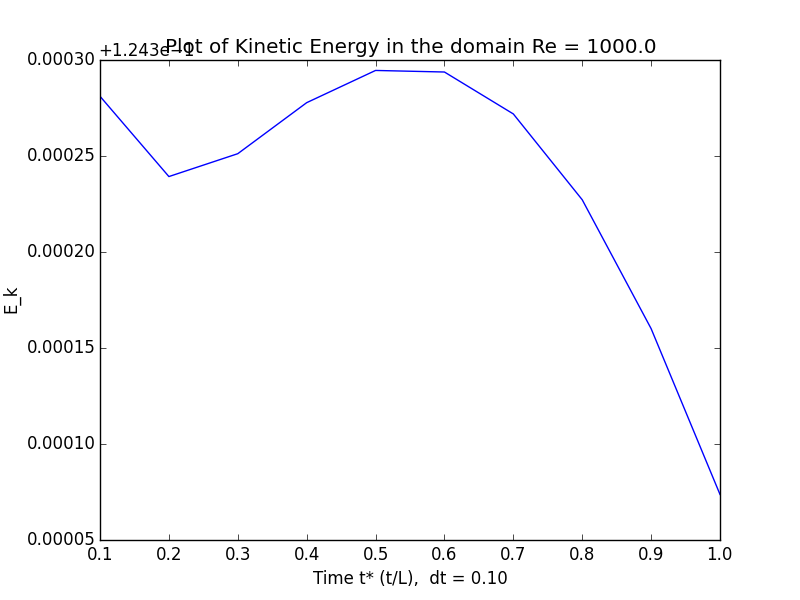 Plot of Kinetic Energy in the domain Re = 1000.0
+1.243e−1
0.00030
0.00025
0.00020
0.00015
0.00010
0.00005
E_k
0.1 0.2 0.3 0.4 0.5 0.6 0.7 0.8 0.9 1.0
Time t* (t/L),  dt = 0.10